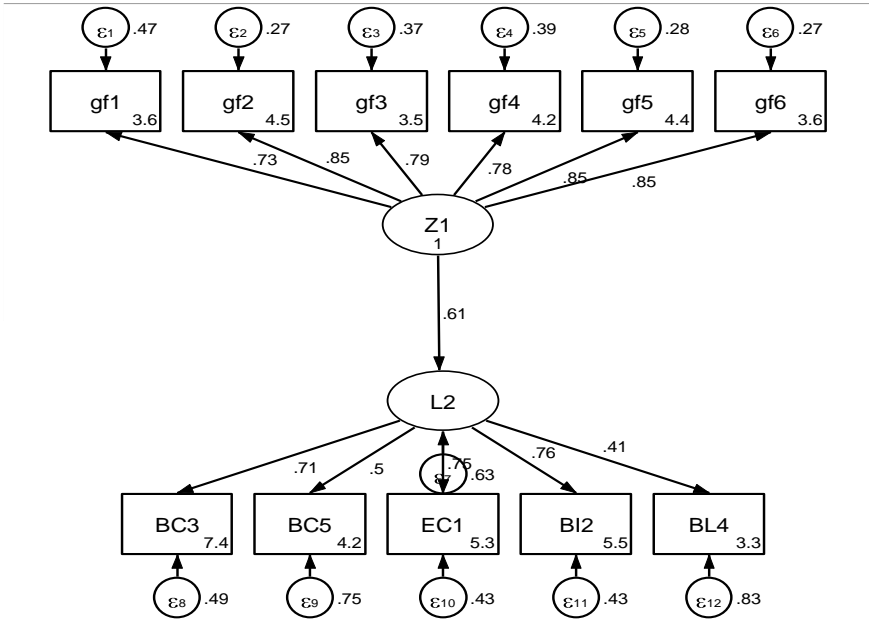 ε1 .47 ε2 .27 ε3 .37 ε4 .39 ε5 .28 ε6 .27
gf1 gf2 gf3 gf4 gf5 gf6
3.6 4.5 3.5 4.2 4.4 3.6
.73 .85 .79 .78 .85 .85
Z1
1
.61
L2
.71 .5 .75 .76 .41
ε7 .63
BC3 BC5 EC1 BI2 BL4
7.4 4.2 5.3 5.5 3.3
ε8 .49 ε9 .75 ε10 .43 ε11 .43 ε12 .83